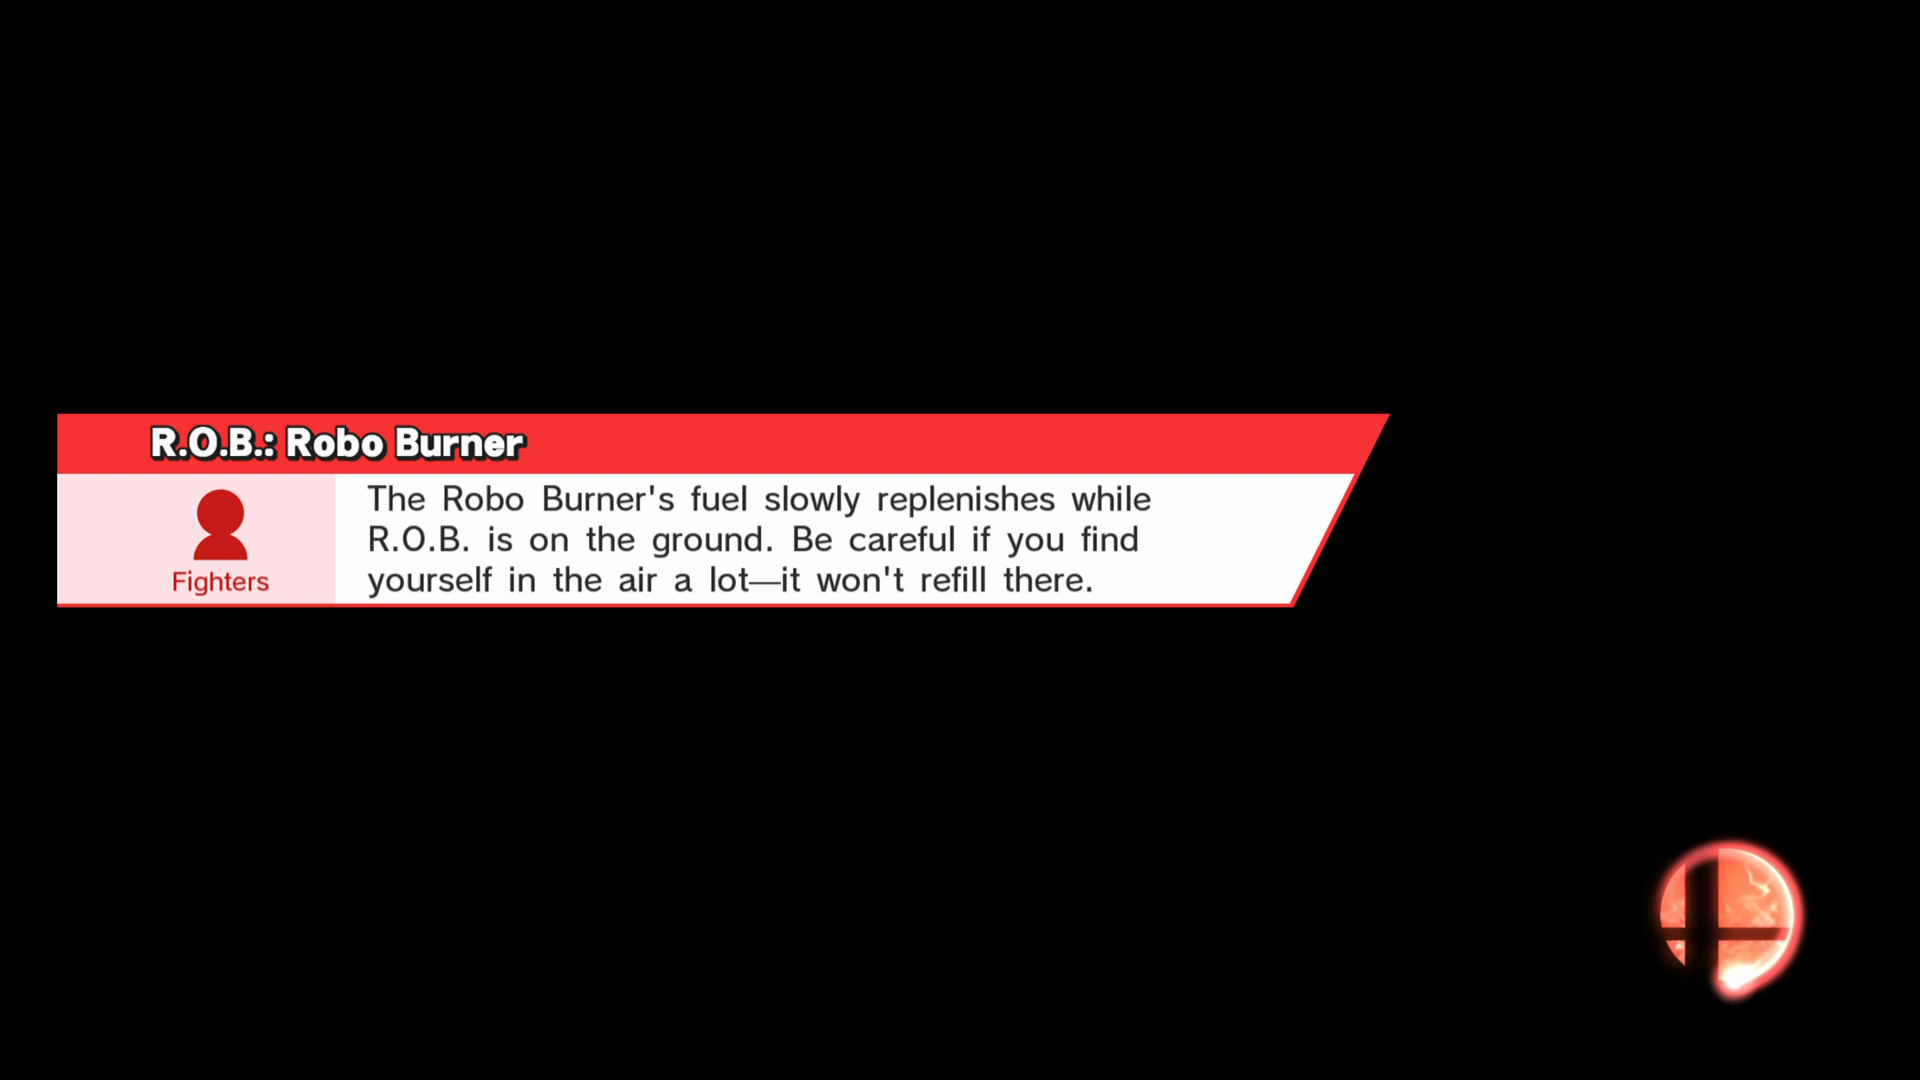 R.O.B.: Robo Burner
Fighters
The Robo Burner's fuel slowly replenishes while
R.O.B. is on the ground. Be careful if you find
yourself in the air a lot—it won't refill there.